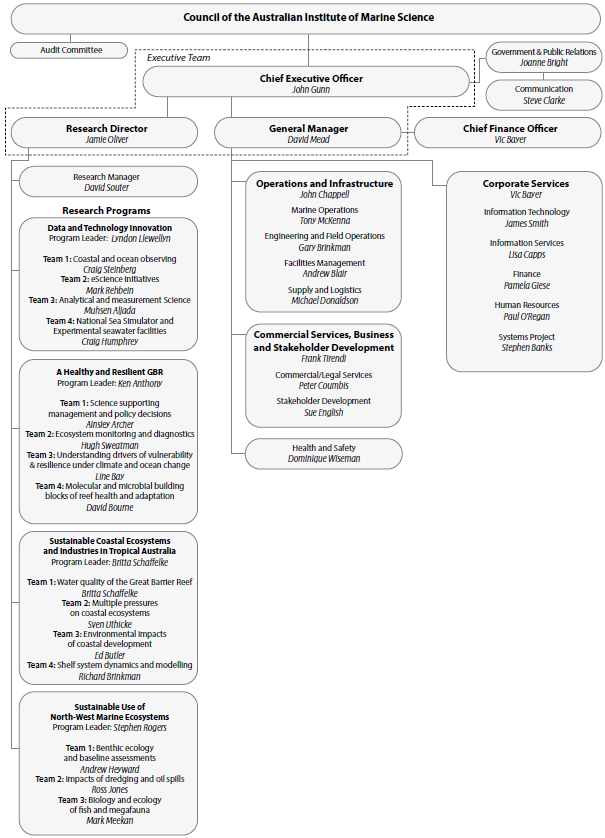 Council of the Australian Institute of Marine Science
Audit Committee
Executive Team
Government & Public Relations
Joanne Bright
Chief Executive Officer
John Gunn
Communication
Steve Clarke
Research Director
Jamie Oliver
General Manager
David Mead
Chief Finance Officer
Vic Bayer
Research Manager
David Souter
Research Programs
Data and Technology Innovation
Program Leader: Lyndon Llewellyn
Team 1: Coastal and ocean observing
Craig Steinberg
Team 2: eScience initiatives
Mark Rehbein
Team 3: Analytical and measurement Science
Muhsen Aljada
Team 4: National Sea Simulator and
Experimental seawater facilities
Craig Humphrey
A Healthy and Resilient GBR
Program Leader: Ken Anthony
Team 1: Science supporting
management and policy decisions
Ainsley Archer
Team 2: Ecosystem monitoring and diagnostics
Hugh Sweatman
Team 3: Understanding drivers of vulnerability
& resilience under climate and ocean change
Line Bay
Team 4: Molecular and microbial building
blocks of reef health and adaptation
David Bourne
Sustainable Coastal Ecosystems
and Industries in Tropical Australia
Program Leader: Britta Schaffelke
Team 1: Water quality of the Great Barrier Reef
Britta Schaffelke
Team 2: Multiple pressures
on coastal ecosystems
Sven Uthicke
Team 3: Environmental impacts
of coastal development
Ed Butler
Team 4: Shelf system dynamics and modelling
Richard Brinkman
Sustainable Use of
North-West Marine Ecosystems
Program Leader: Stephen Rogers
Team 1: Benthic ecology
and baseline assessments
Andrew Heyward
Team 2: Impacts of dredging and oil spills
Ross Jones
Team 3: Biology and ecology
of fish and megafauna
Mark Meekan
Operations and Infrastructure
John Chappell
Marine Operations
Tony McKenna
Engineering and Field Operations
Gary Brinkman
Facilities Management
Andrew Blair
Supply and Logistics
Michael Donaldson
Commercial Services, Business
and Stakeholder Development
Frank Tirendi
Commercial/Legal Services
Peter Coumbis
Stakeholder Development
Sue English
Health and Safety
Dominique Wiseman
Corporate Services
Vic Bayer
Information Technology
James Smith
Information Services
Lisa Capps
Finance
Pamela Giese
Human Resources
Paul O'Regan
Systems Project
Stephen Banks